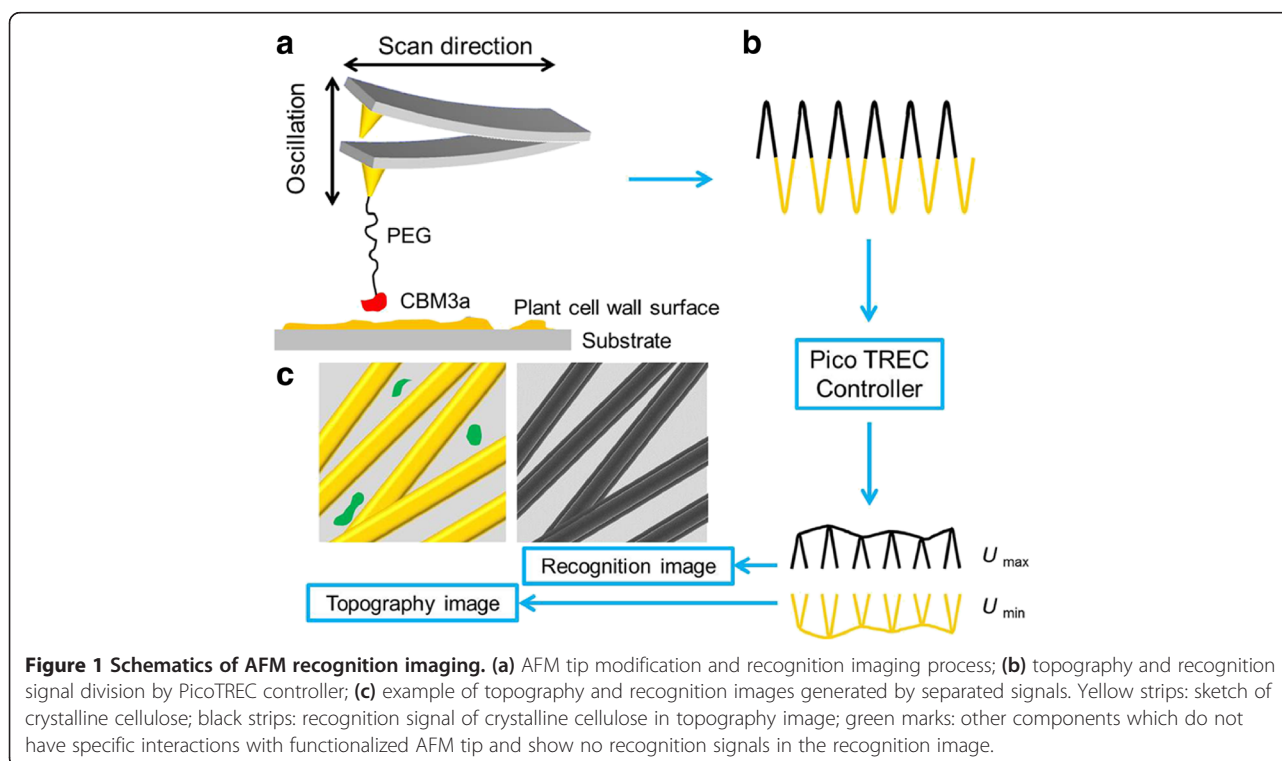 a
Scan direction
Oscillation
PEG
CBM3a
Plant cell wall surface
Substrate
b
Pico TREC
Controller
U max
U min
c
Recognition image
Topography image
Figure 1 Schematics of AFM recognition imaging. (a) AFM tip modification and recognition imaging process; (b) topography and recognition
signal division by PicoTREC controller; (c) example of topography and recognition images generated by separated signals. Yellow strips: sketch of
crystalline cellulose; black strips: recognition signal of crystalline cellulose in topography image; green marks: other components which do not
have specific interactions with functionalized AFM tip and show no recognition signals in the recognition image.